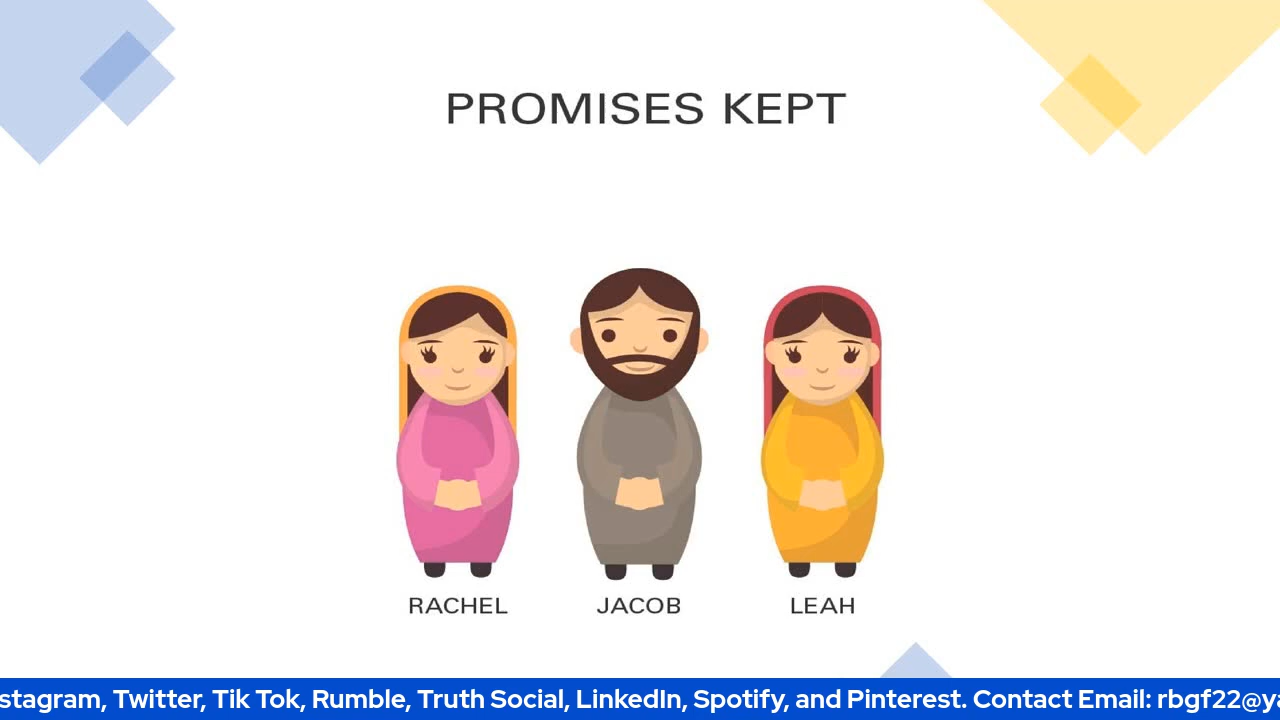 PROMISES KEPT
RACHEL
JACOB
LEAH
stagram, Twitter, Tik Tok, Rumble, Truth Social, LinkedIn, Spotify, and Pinterest. Contact Email: rbgf22@ya